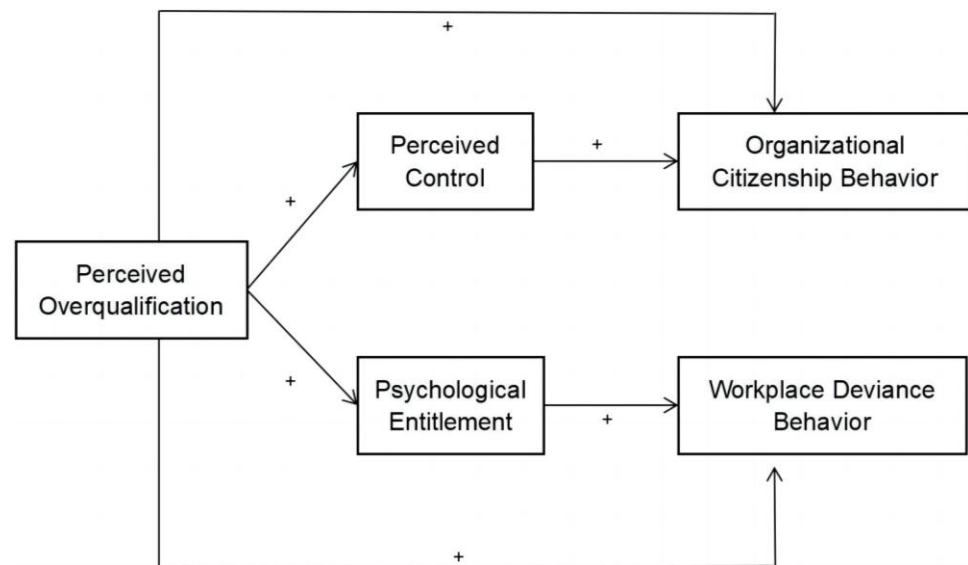 +
Perceived
Control
+
Organizational
Citizenship Behavior
+
Perceived
Overqualification
+
Psychological
Entitlement
+
Workplace Deviance
Behavior
+